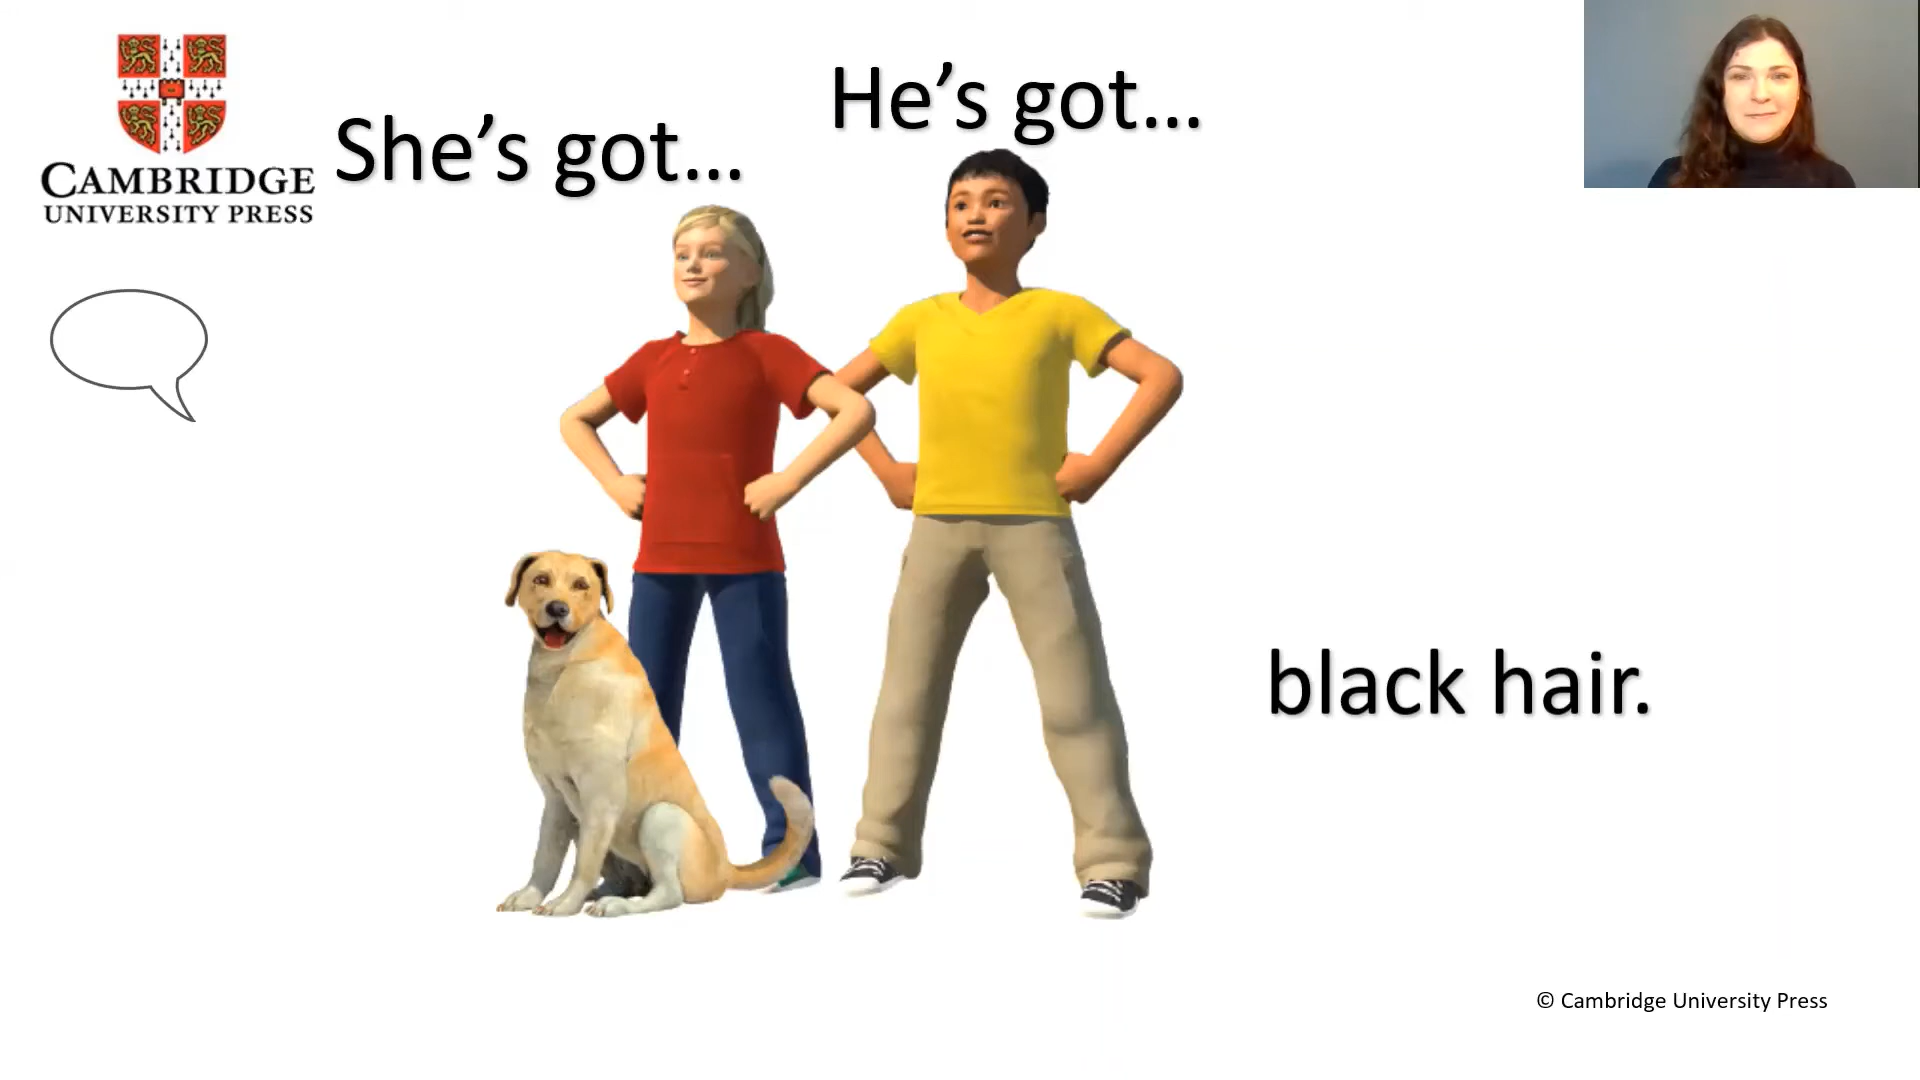 CAMBRIDGE
UNIVERSITY PRESS
She’s got...
He’s got...
black hair.
© Cambridge University Press